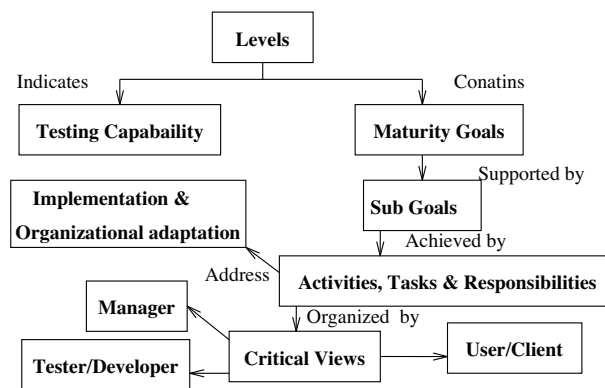 Levels
Indicates
Conatins
Testing Capabaility
Maturity Goals
Supported by
Implementation &
Organizational adaptation
Sub Goals
Achieved by
Address
Activities, Tasks & Responsibilities
Manager
Organized by
Critical Views
User/Client
Tester/Developer